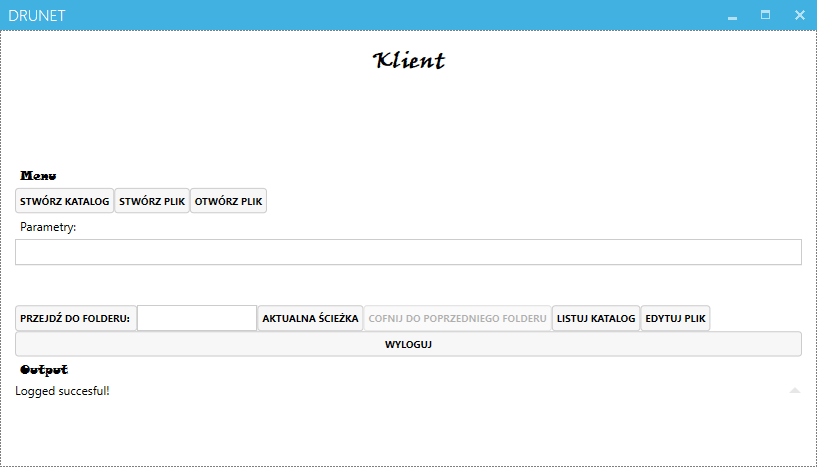 DRUNET
Klient
Menu
STWÓRZ KATALOG STWÓRZ PLIK OTWÓRZ PLIK
Parametry:
PRZEJDŹ DO FOLDERU: AKTUALNA ŚCIEŻKA COFNIJ DO POPRZEDNIEGO FOLDERU LISTUJ KATALOG EDYTUJ PLIK
WYLOGUJ
Output
Logged succesful!